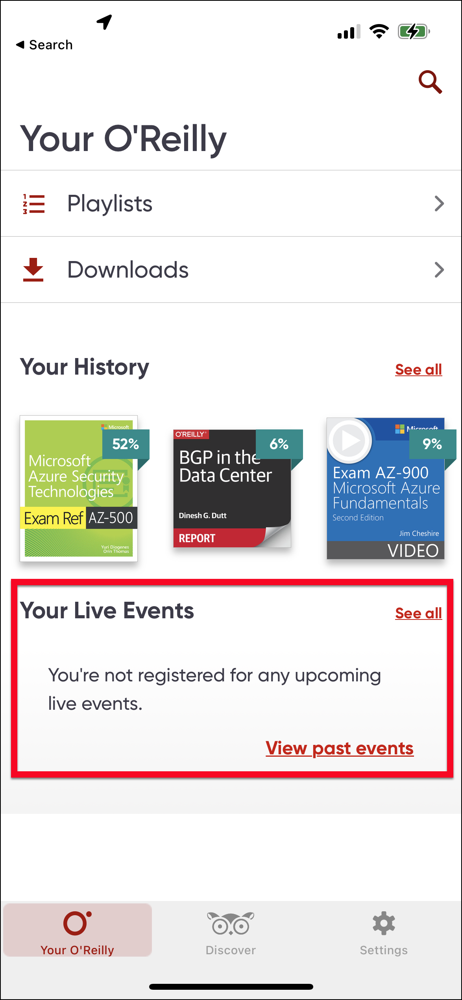 Search
Your O'Reilly
1
2
3
Playlists
Downloads
Your History
See all
Microsoft
52%
Microsoft
Azure Security
Technologies
Exam Ref AZ-500
Yuri Diogenes
Orin Thomas
O'REILLY®
6%
BGP in the
Data Center
Dinesh G. Dutt
REPORT
Microsoft
9%
Exam AZ-900
Microsoft Azure
Fundamentals
Second Edition
Jim Cheshire
VIDEO
Your Live Events
See all
You're not registered for any upcoming
live events.
View past events
Your O'Reilly
Discover
Settings